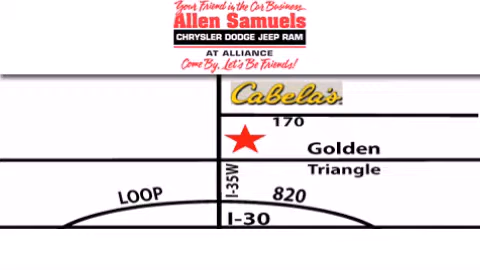 Your Friend in the Car Business...
Allen Samuels
CHRYSLER DODGE JEEP RAM
AT ALLIANCE
Come By, Let's Be Friends!
Cabela's
170
Golden
Triangle
I-35W
LOOP 820
I-30